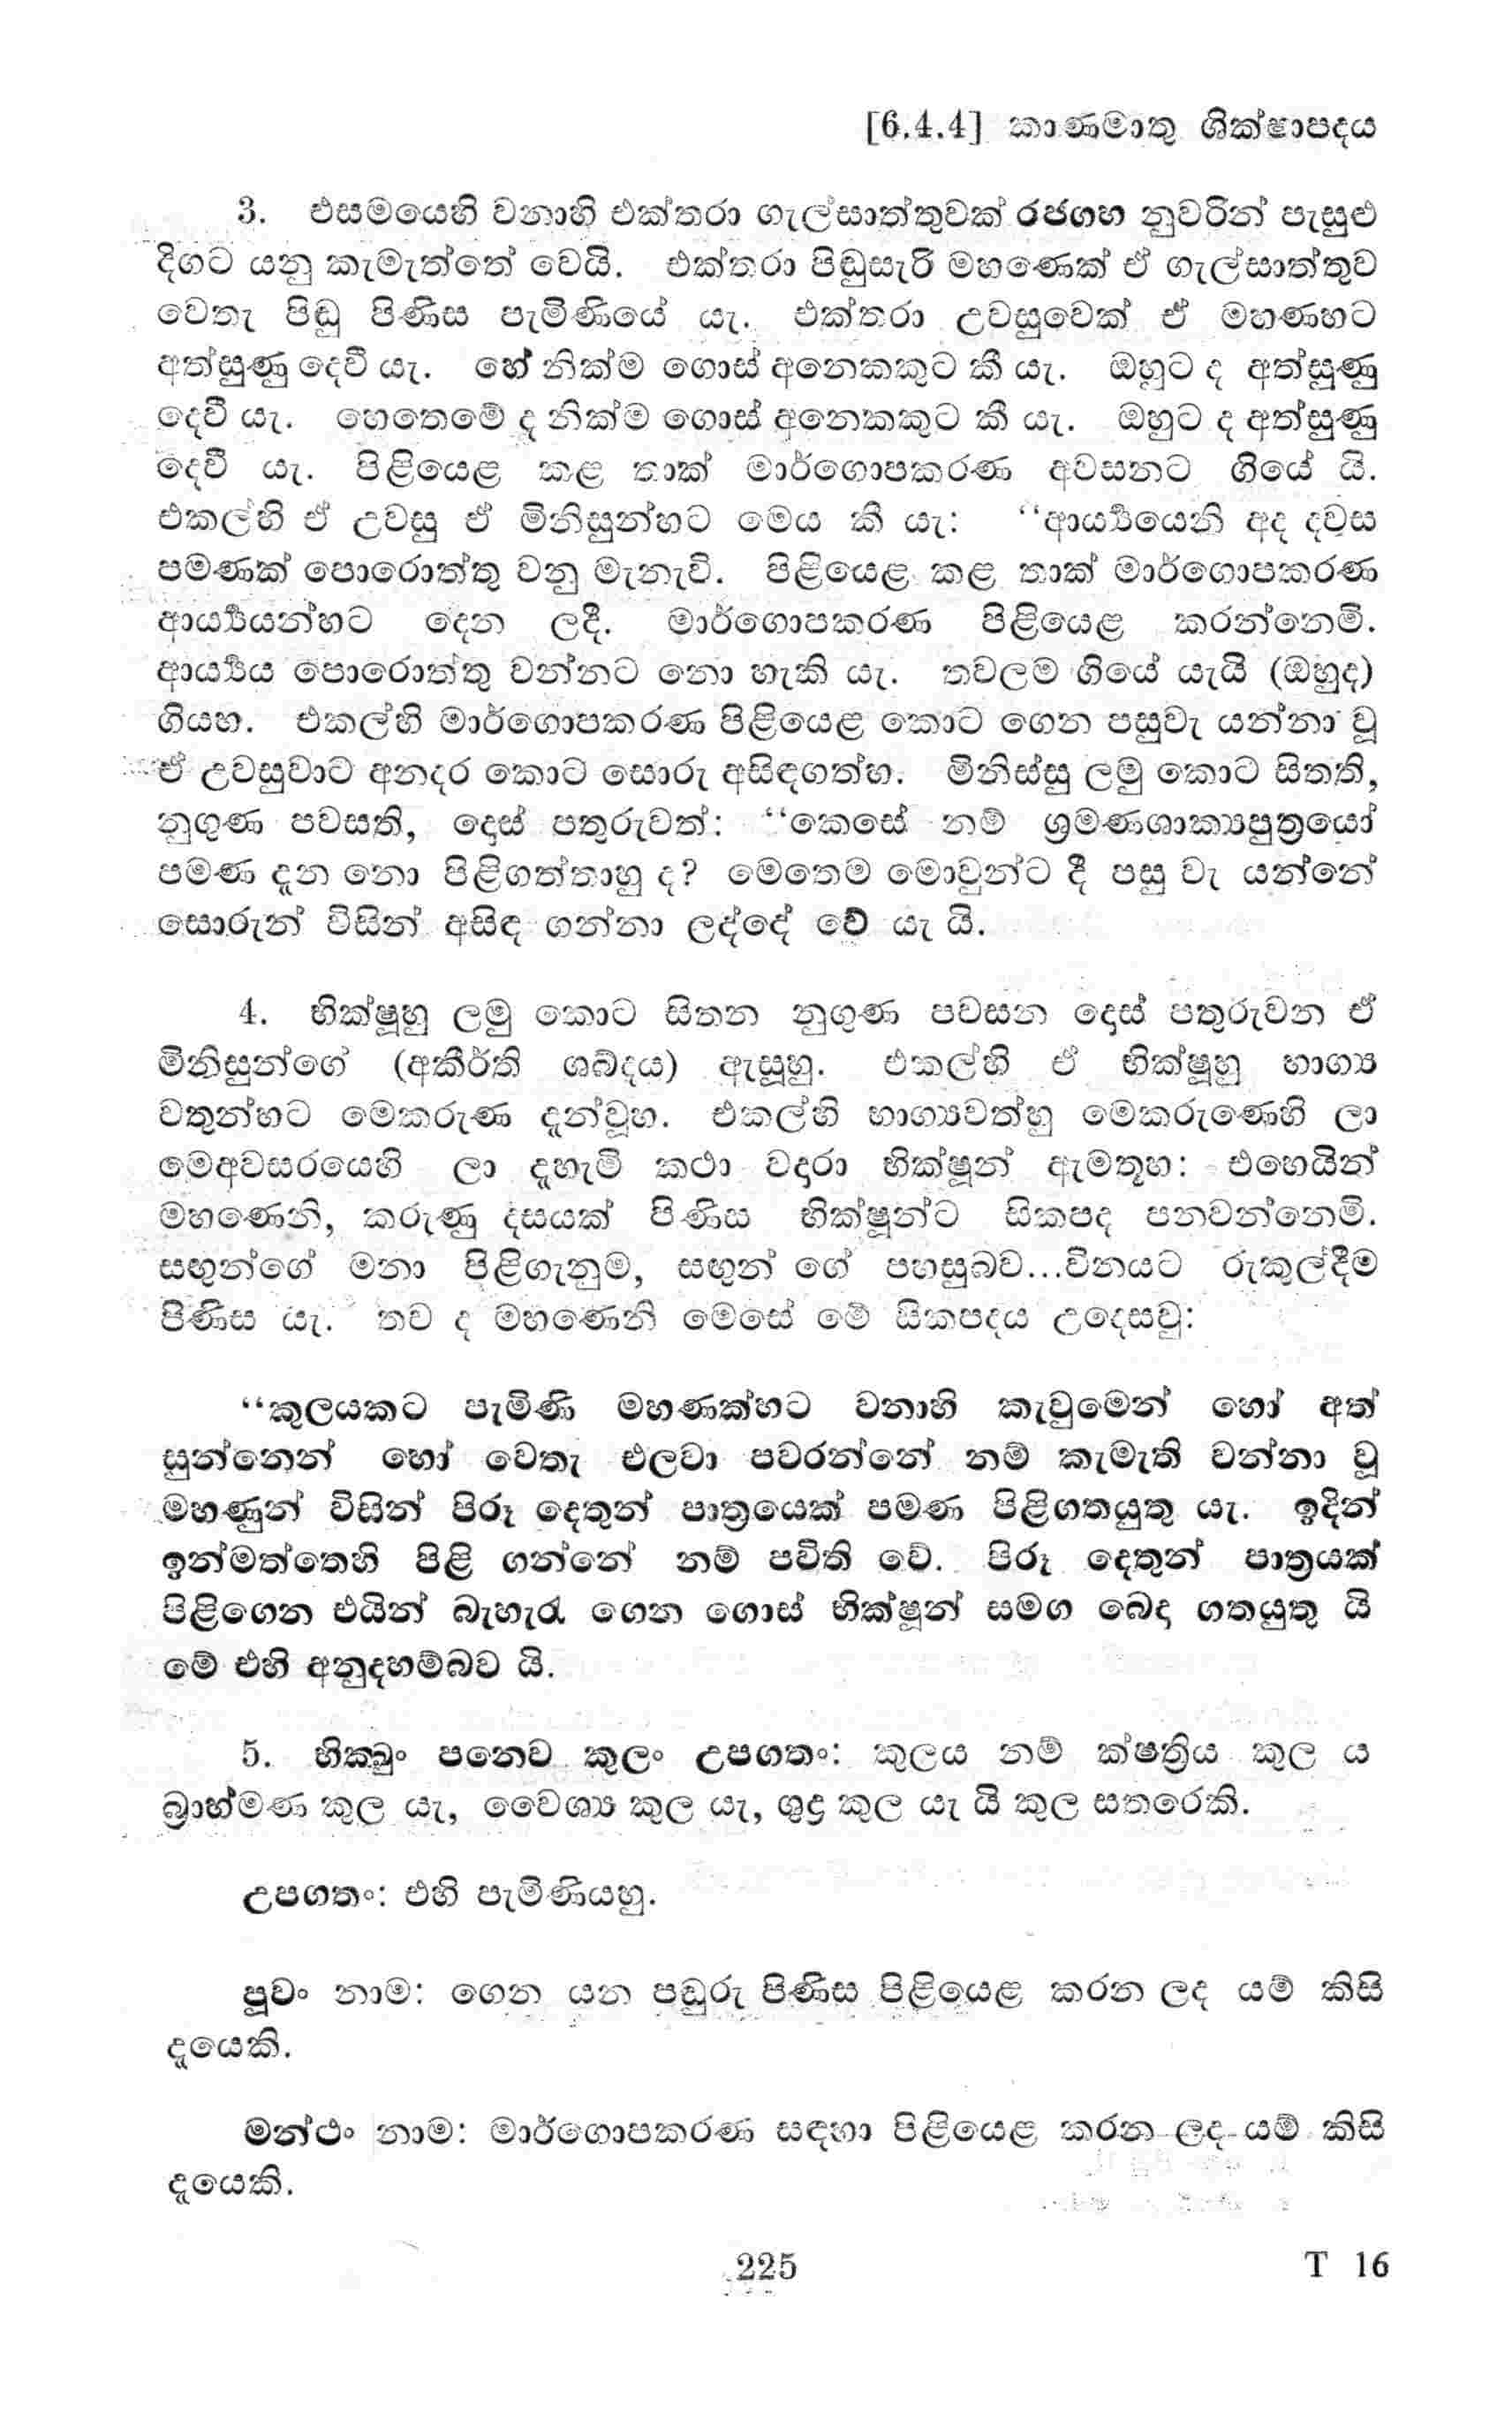 [6.4.4] කාණමාතු ශික්ෂාපදය
3. එසමයෙහි වනාහි එක්තරා ගැල්සාත්තුවක් රජගහ නුවරින් පැසුළු
දිගට යනු කැමැත්තේ වෙයි. එක්තරා පිඬුසැරි මහණෙක් ඒ ගැල්සාත්තුව
වෙතැ පිඬු පිණිස පැමිණියේ යැ. එක්තරා උවසුවෙක් ඒ මහණහට
අත්සුණු දෙවී යැ. හේ නික්ම ගොස් අනෙකකුට කී යැ. ඔහුට ද අත්සුණු
දෙවී යැ. හෙතෙමේ ද නික්ම ගොස් අනෙකකුට කී යැ. ඔහුට ද අත්සුණු
දෙවී යැ. පිළියෙළ කළ තාක් මාර්ගොපකරණ අවසනට ගියේ යි.
එකල්හි ඒ උවසු ඒ මිනිසුන්හට මෙය කී යැ: “ආර්‍ය්‍යයෙනි අද දවස
පමණක් පොරොත්තු වනු මැනැවි. පිළියෙළ කළ තාක් මාර්ගොපකරණ
ආර්‍ය්‍යයන්හට දෙන ලදී. මාර්ගොපකරණ පිළියෙළ කරන්නෙමි.
ආර්‍ය්‍යය පොරොත්තු වන්නට නො හැකි යැ. තවලම ගියේ යැයි (ඔහුද)
ගියහ. එකල්හි මාර්ගොපකරණ පිළියෙළ කොට ගෙන පසුවැ යන්නා වූ
ඒ උවසුවාට අනදර කොට සොරු අසිඳගත්හ. මිනිස්සු ලමු කොට සිතති,
නුගුණ පවසති, දොස් පතුරුවත්: “කෙසේ නම් ශ්‍රමණශාක්‍යපුත්‍රයෝ
පමණ දැන නො පිළිගත්තාහු ද? මෙතෙම මොවුන්ට දී පසු වැ යන්නේ
සොරුන් විසින් අසිඳ ගන්නා ලද්දේ වේ යැ යි.
4. භික්ෂූහු ලමු කොට සිතන නුගුණ පවසන දොස් පතුරුවන ඒ
මිනිසුන්ගේ (අකීර්ති ශබ්දය) ඇසූහු. එකල්හි ඒ භික්ෂූහු භාග්‍ය
වතුන්හට මෙකරුණ දැන්වූහ. එකල්හි භාග්‍යවත්හු මෙකරුණෙහි ලා
මෙඅවසරයෙහි ලා දැහැමි කථා වදාරා භික්ෂූන් ඇමතූහ: එහෙයින්
මහණෙනි, කරුණු දසයක් පිණිස භික්ෂූන්ට සිකපද පනවන්නෙමි.
සඟුන්ගේ මනා පිළිගැනුම, සඟුන් ගේ පහසුබව...විනයට රුකුල්දීම
පිණිස යැ. තව ද මහණෙනි මෙසේ මේ සිකපදය උදෙසවු:
“කුලයකට පැමිණි මහණක්හට වනාහි කැවුමෙන් හෝ අත්
සුන්නෙන් හෝ වෙතැ එලවා පවරන්නේ නම් කැමැති වන්නා වූ
මහණුන් විසින් පිරූ දෙතුන් පාත්‍රයෙක් පමණ පිළිගතයුතු යැ. ඉදින්
ඉන්මත්තෙහි පිළි ගන්නේ නම් පවිති වේ. පිරූ දෙතුන් පාත්‍රයක්
පිළිගෙන එයින් බැහැරැ ගෙන ගොස් භික්ෂූන් සමග බෙදා ගතයුතු යි
මේ එහි අනුදහම්බව යි.
5. භික්ඛුං පනෙව කුලං උපගතං: කුලය නම් ක්ෂත්‍රිය කුල ය
බ්‍රාහ්මණ කුල යැ, වෛශ්‍ය කුල යැ, ශුද්‍ර කුල යැ යි කුල සතරෙකි.
උපගතං: එහි පැමිණියහු.
පූවං නාම: ගෙන යන පඬුරු පිණිස පිළියෙළ කරන ලද යම් කිසි
දැයෙකි.
මන්ථං නාම: මාර්ගොපකරණ සඳහා පිළියෙළ කරන ලද යම් කිසි
දැයෙකි.
225
T 16